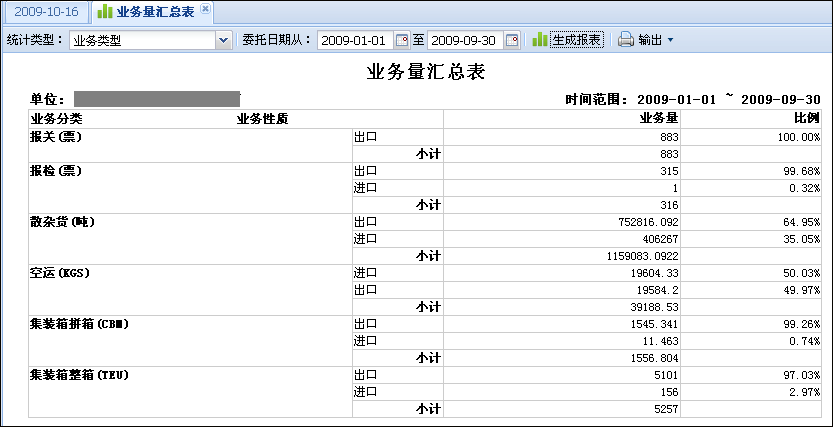 2009-10-16 业务量汇总表
统计类型： 业务类型 委托日期从： 2009-01-01 至 2009-09-30 生成报表 输出
业务量汇总表
单位： 时间范围： 2009-01-01 ~ 2009-09-30
业务分类 业务性质 业务量 比例
报关(票) 出口 883 100.00%
小计 883
报检(票) 出口 315 99.68%
进口 1 0.32%
小计 316
散杂货(吨) 出口 752816.092 64.95%
进口 406267 35.05%
小计 1159083.0922
空运(KGS) 进口 19604.33 50.03%
出口 19584.2 49.97%
小计 39188.53
集装箱拼箱(CBM) 出口 1545.341 99.26%
进口 11.463 0.74%
小计 1556.804
集装箱整箱(TEU) 出口 5101 97.03%
进口 156 2.97%
小计 5257